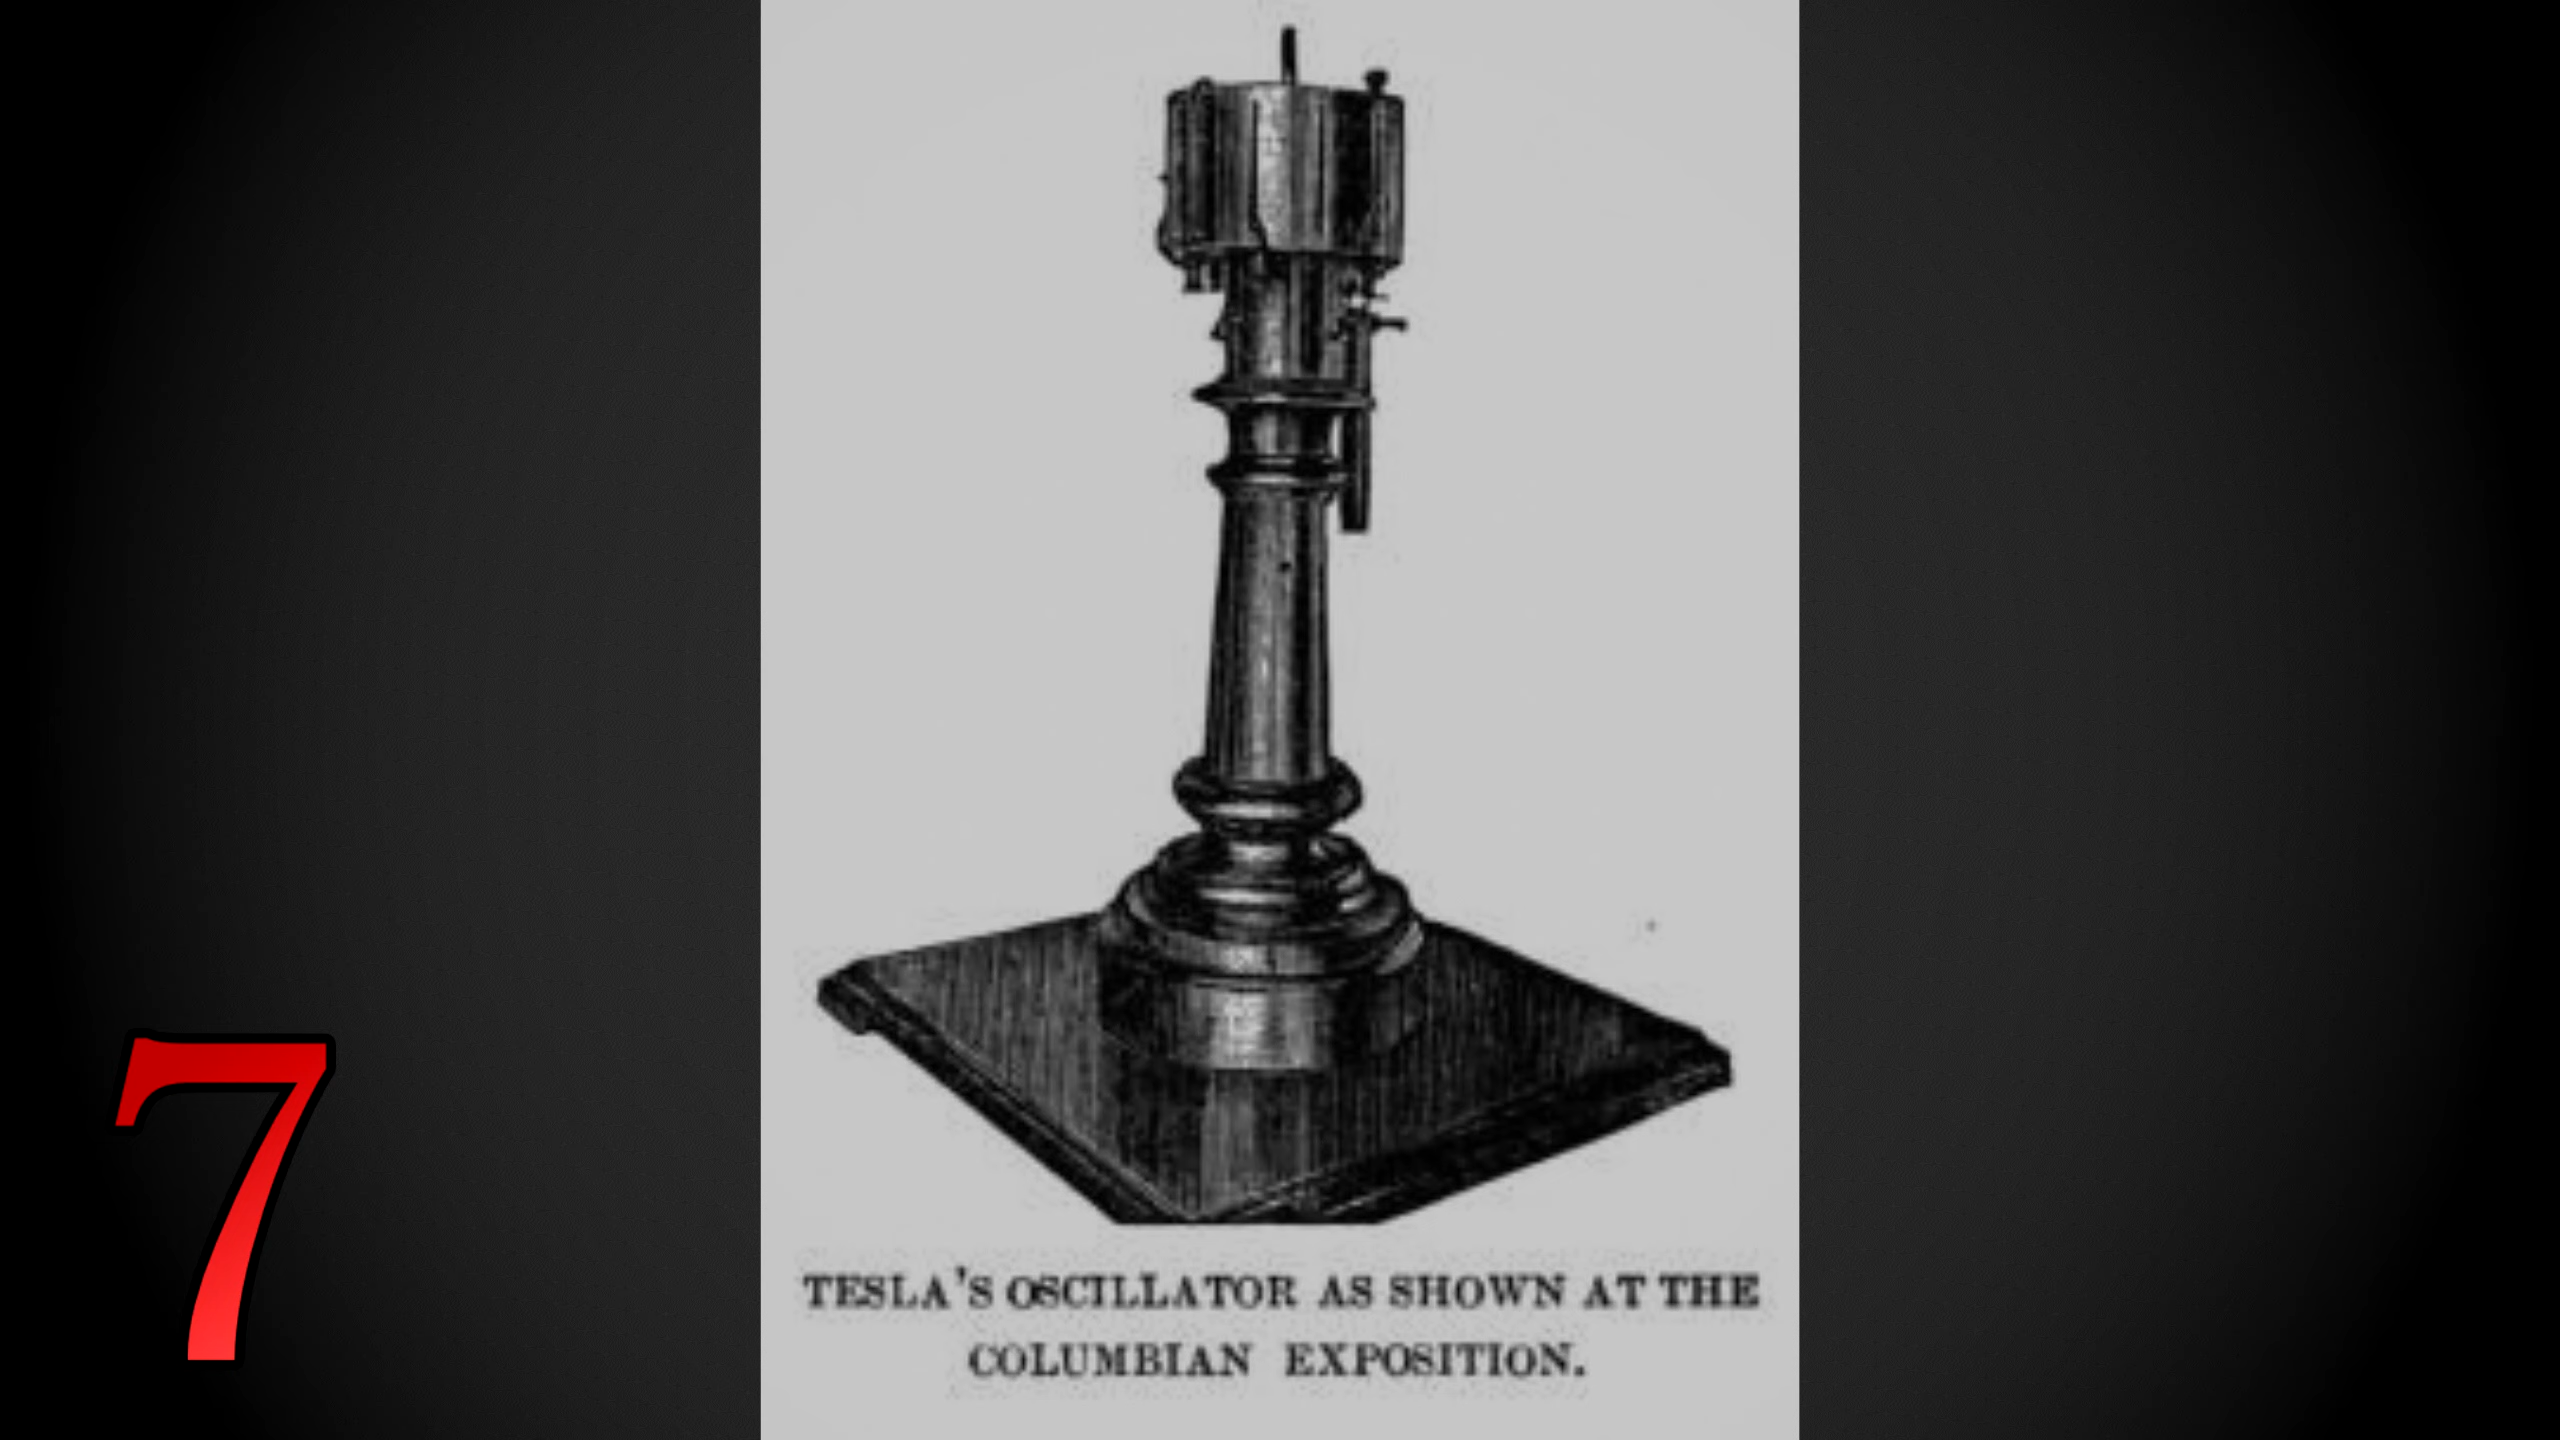 7
TESLA'S OSCILLATOR AS SHOWN AT THE
COLUMBIAN EXPOSITION.